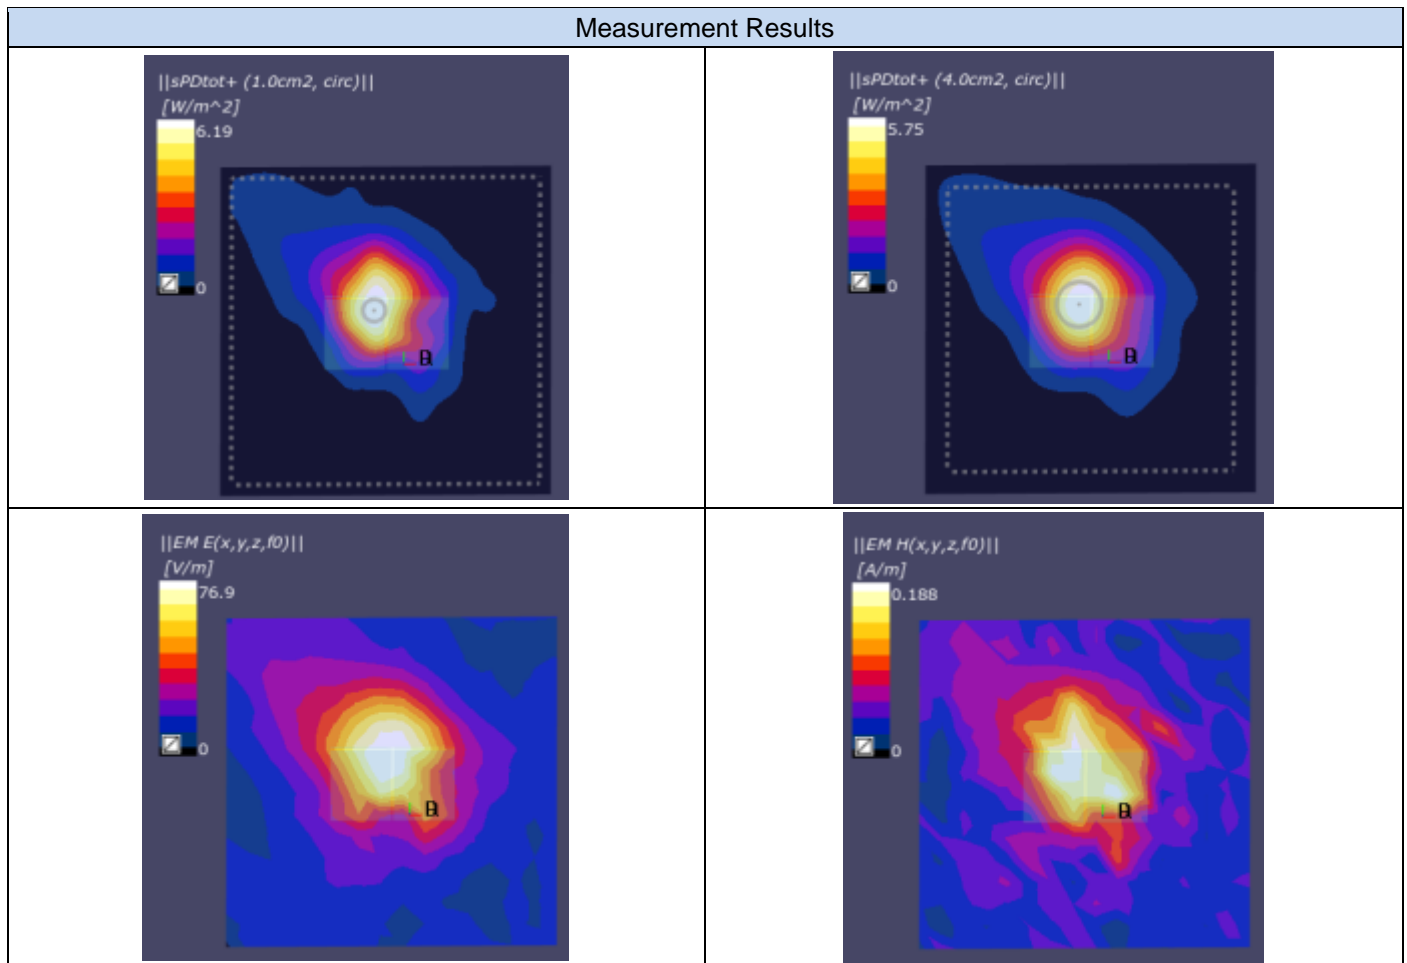 Measurement Results
||sPDtot+ (1.0cm2, circ)||
[W/m^2]
6.19
0
||sPDtot+ (4.0cm2, circ)||
[W/m^2]
5.75
0
||EM E(x,y,z,f0)||
[V/m]
76.9
0
||EM H(x,y,z,f0)||
[A/m]
0.188
0